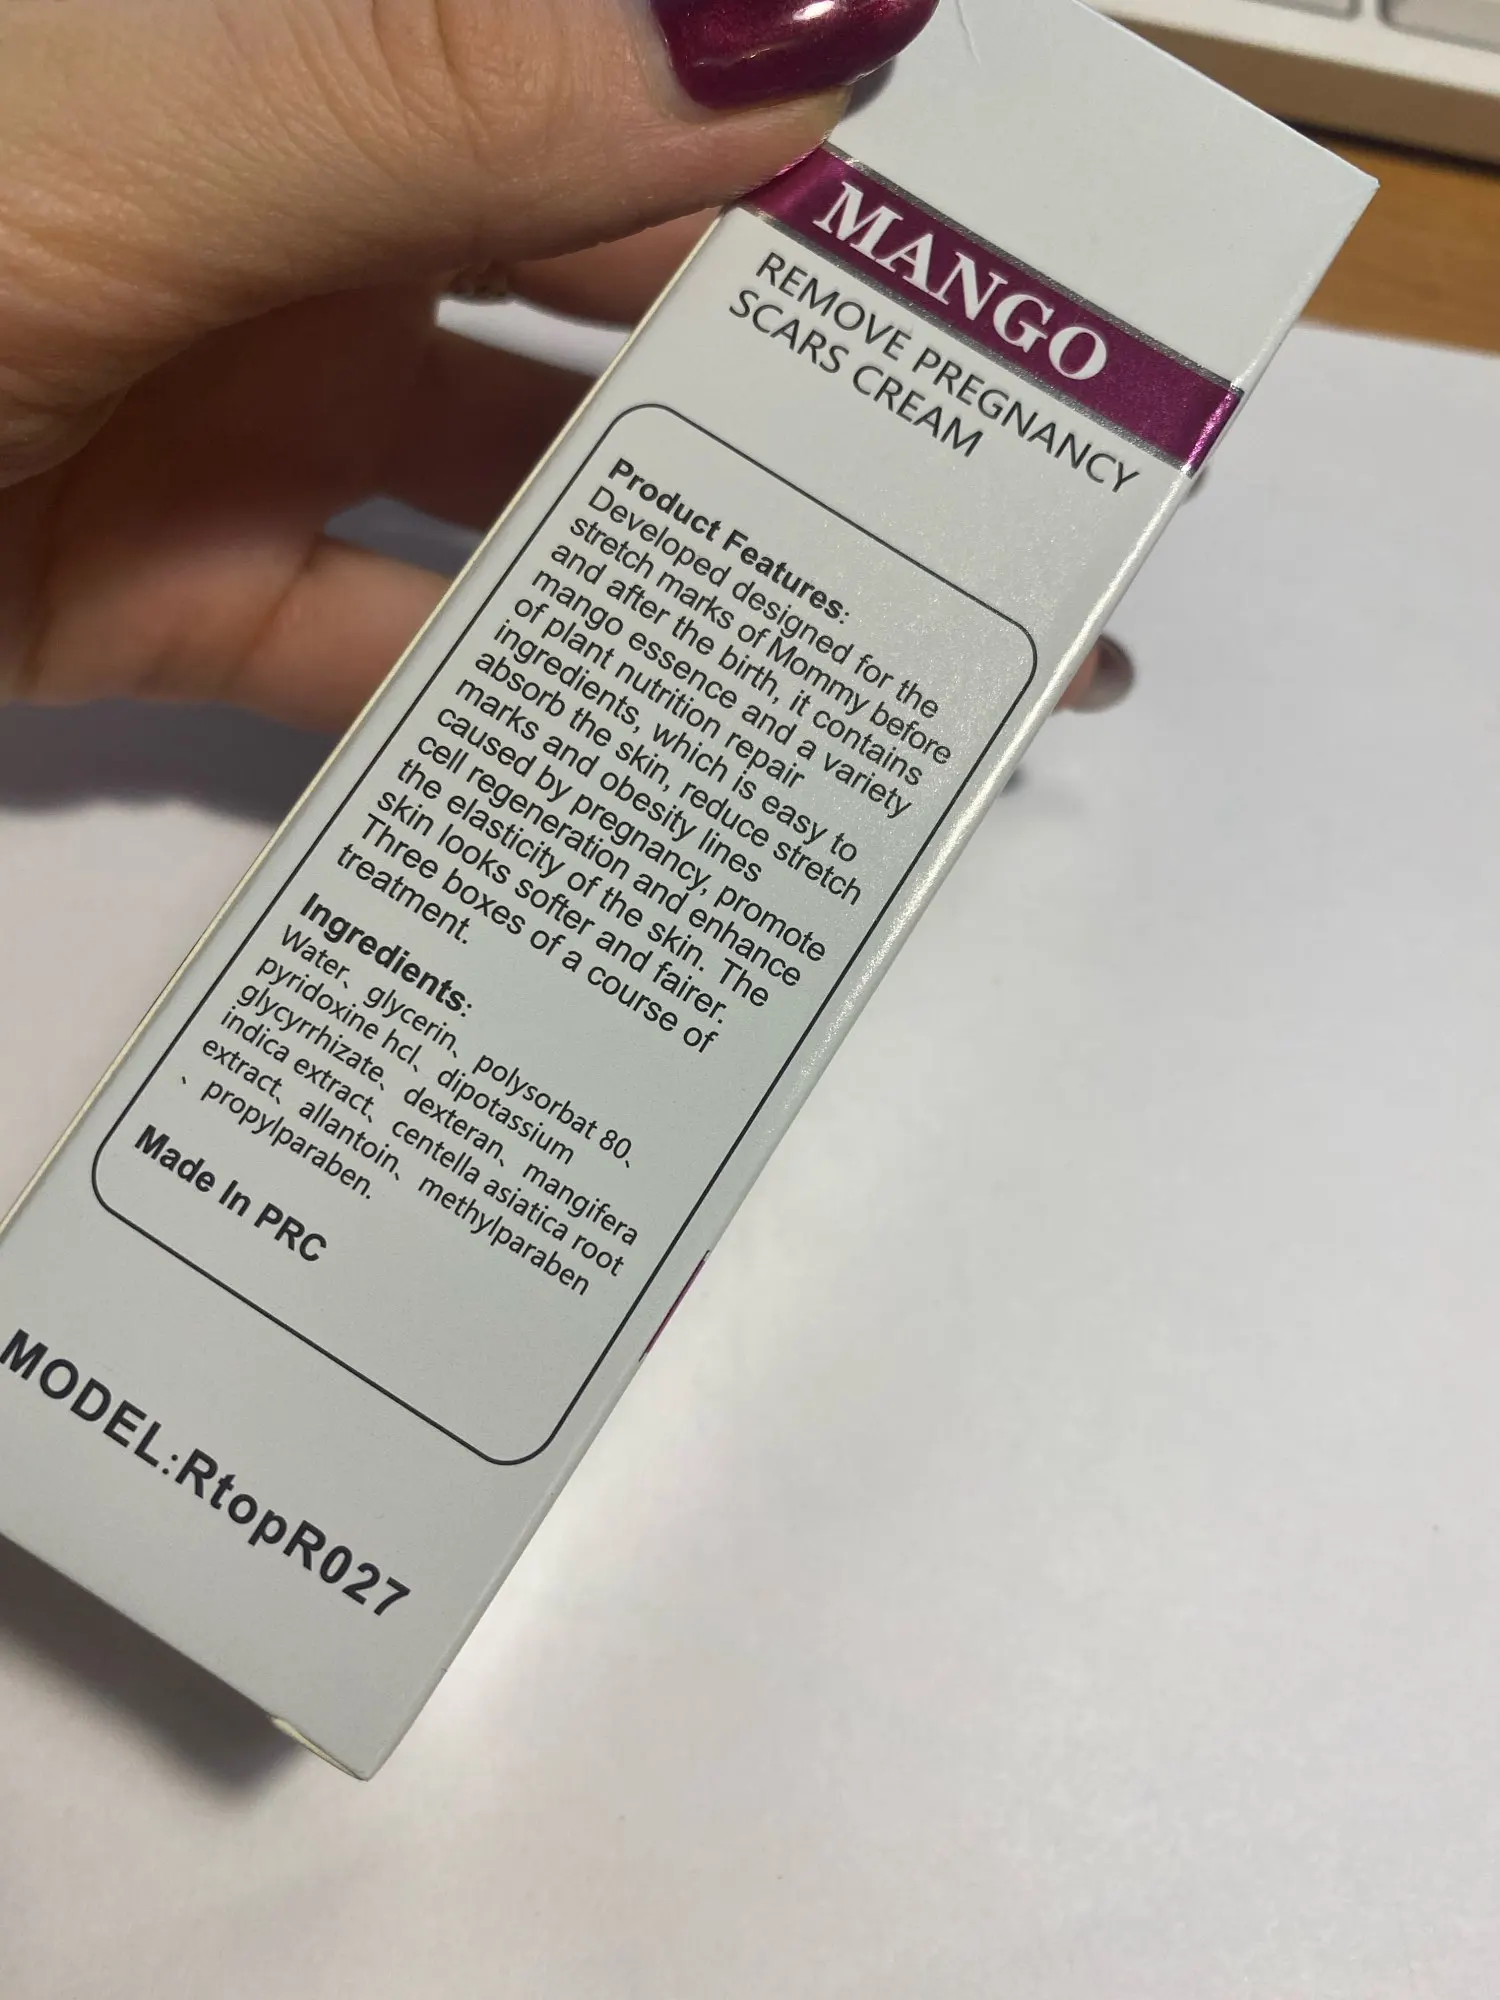 MANGO
REMOVE PREGNANCY
SCARS CREAM
Product Features:
Developed designed for the
stretch marks of Mommy before
and after the birth, it contains
mango essence and a variety
of plant nutrition repair
ingredients, which is easy to
absorb the skin, reduce stretch
marks and obesity lines
caused by pregnancy, promote
cell regeneration and enhance
the elasticity of the skin. The
skin looks softer and fairer.
Three boxes of a course of
treatment.
Ingredients:
Water、glycerin、polysorbat 80、
pyridoxine hcl、dipotassium
glycyrrhizate、dexteran、mangifera
indica extract、centella asiatica root
extract、allantoin、methylparaben
、propylparaben.
Made In PRC
MODEL:RtopR027